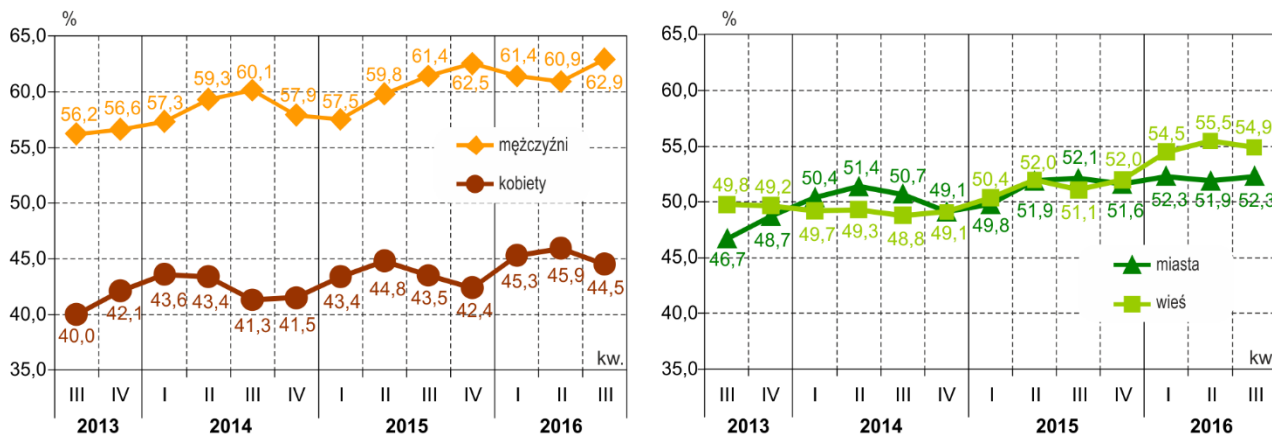 %
65,0
60,0
55,0
50,0
45,0
40,0
35,0
56,2 56,6 57,3 59,3 60,1 57,9 57,5 59,8 61,4 62,5 61,4 60,9 62,9
mężczyźni
kobiety
40,0 42,1 43,6 43,4 41,3 41,5 43,4 44,8 43,5 42,4 45,3 45,9 44,5
kw.
III IV I II III IV I II III IV I II III
2013 2014 2015 2016
%
65,0
60,0
55,0
50,0
45,0
40,0
35,0
49,8 49,2 50,4 51,4 50,7 49,1 50,4 52,0 52,1 52,0 54,5 55,5 54,9
46,7 48,7 49,7 49,3 48,8 49,1 49,8 51,9 51,1 51,6 52,3 51,9 52,3
miasta
wieś
kw
III IV I II III IV I II III IV I II III
2013 2014 2015 2016